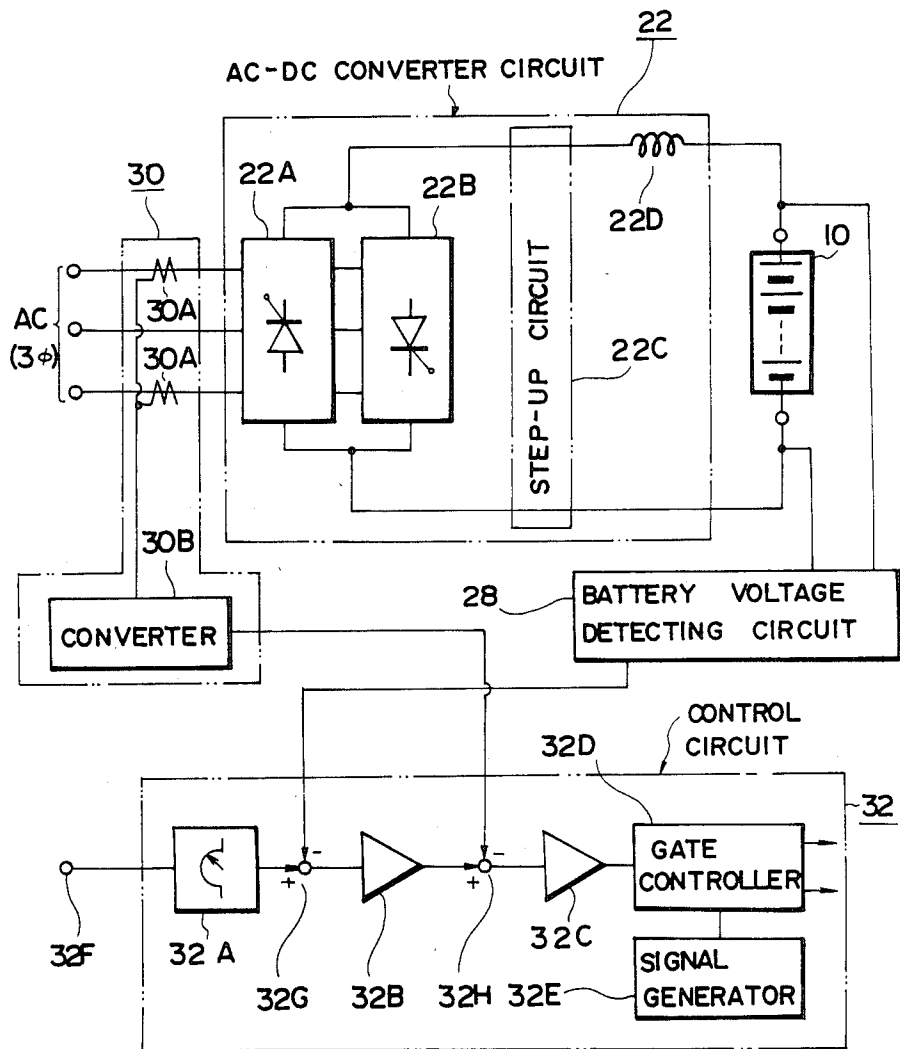 22
AC-DC CONVERTER CIRCUIT
30
22A
22B
22D
10
30A
AC
(3φ)
30A
STEP-UP CIRCUIT
22C
30B
CONVERTER
28
BATTERY VOLTAGE
DETECTING CIRCUIT
CONTROL
CIRCUIT
32D
32
-
-
GATE
CONTROLLER
+
+
32F
32A
32C
32G
32B
32H
32E
SIGNAL
GENERATOR